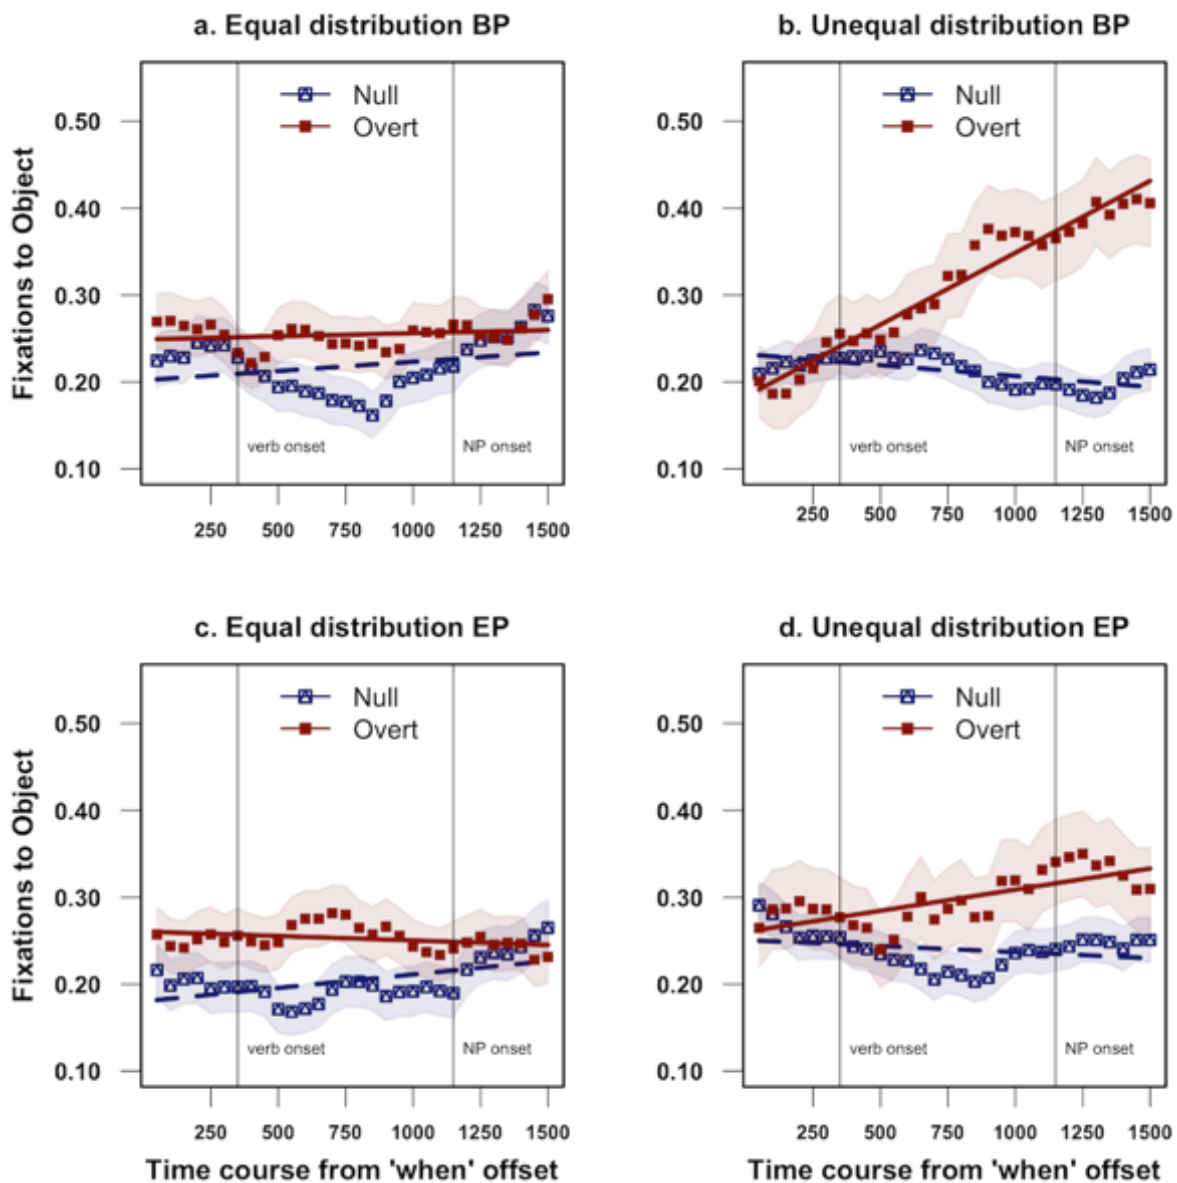 a. Equal distribution BP
Null
Overt
Fixations to Object
0.50
0.40
0.30
0.20
0.10
verb onset
NP onset
250 500 750 1000 1250 1500
b. Unequal distribution BP
Null
Overt
0.50
0.40
0.30
0.20
0.10
verb onset
NP onset
250 500 750 1000 1250 1500
c. Equal distribution EP
Null
Overt
Fixations to Object
0.50
0.40
0.30
0.20
0.10
verb onset
NP onset
250 500 750 1000 1250 1500
Time course from 'when' offset
d. Unequal distribution EP
Null
Overt
0.50
0.40
0.30
0.20
0.10
verb onset
NP onset
250 500 750 1000 1250 1500
Time course from 'when' offset